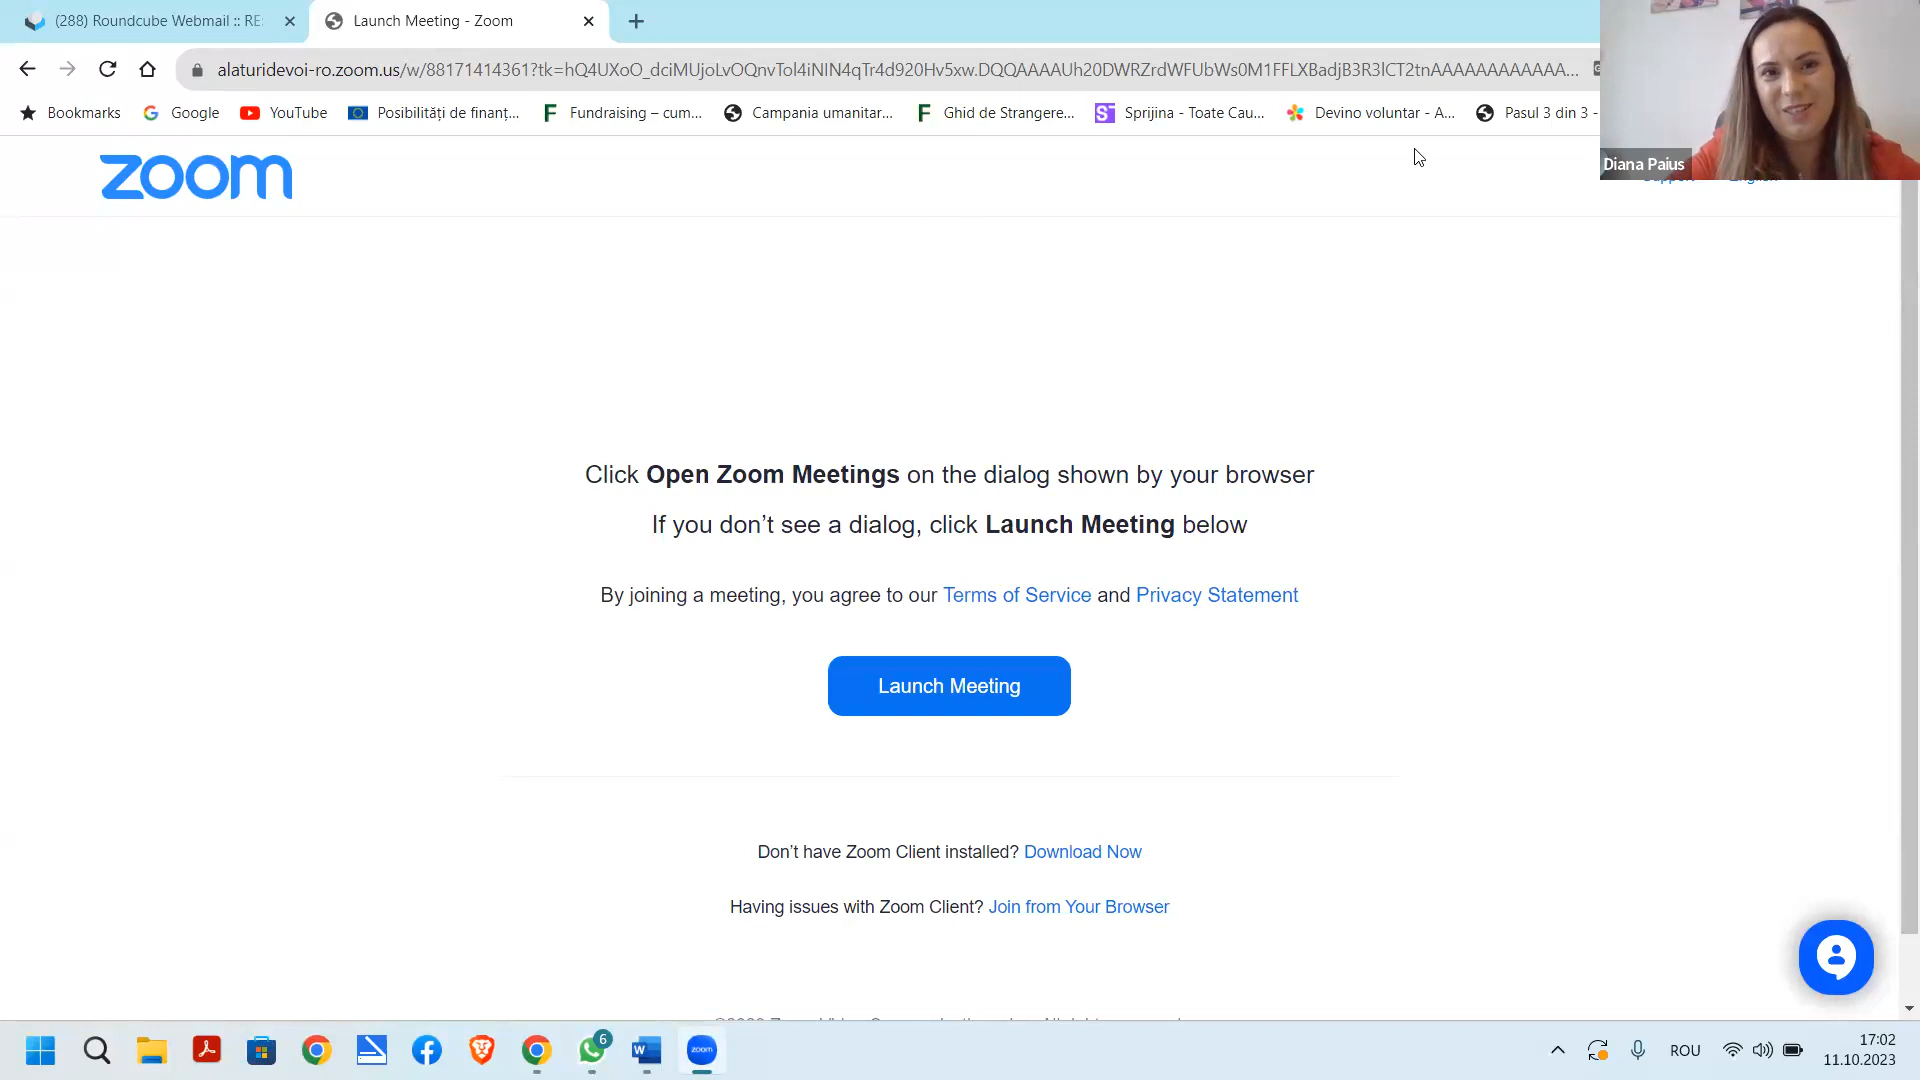 (288) Roundcube Webmail :: RE
Launch Meeting - Zoom
alaturidevoi-ro.zoom.us/w/88171414361?tk=hQ4UXoO_dciMUjoLvOQnvTol4iNIN4qTr4d920Hv5xw.DQQAAAAUh20DWRZrdWFUbWs0M1FFLXBadjB3R3lCT2tnAAAAAAAAAAAA...
Bookmarks
Google
YouTube
Posibilități de finanț...
Fundraising – cum...
Campania umanitar...
Ghid de Strangere...
Sprijina - Toate Cau...
Devino voluntar - A...
Pasul 3 din 3 -
Diana Paius
zoom
Support
English
Click Open Zoom Meetings on the dialog shown by your browser
If you don’t see a dialog, click Launch Meeting below
By joining a meeting, you agree to our Terms of Service and Privacy Statement
Launch Meeting
Don’t have Zoom Client installed? Download Now
Having issues with Zoom Client? Join from Your Browser
6
W
zoom
ROU
17:02
11.10.2023